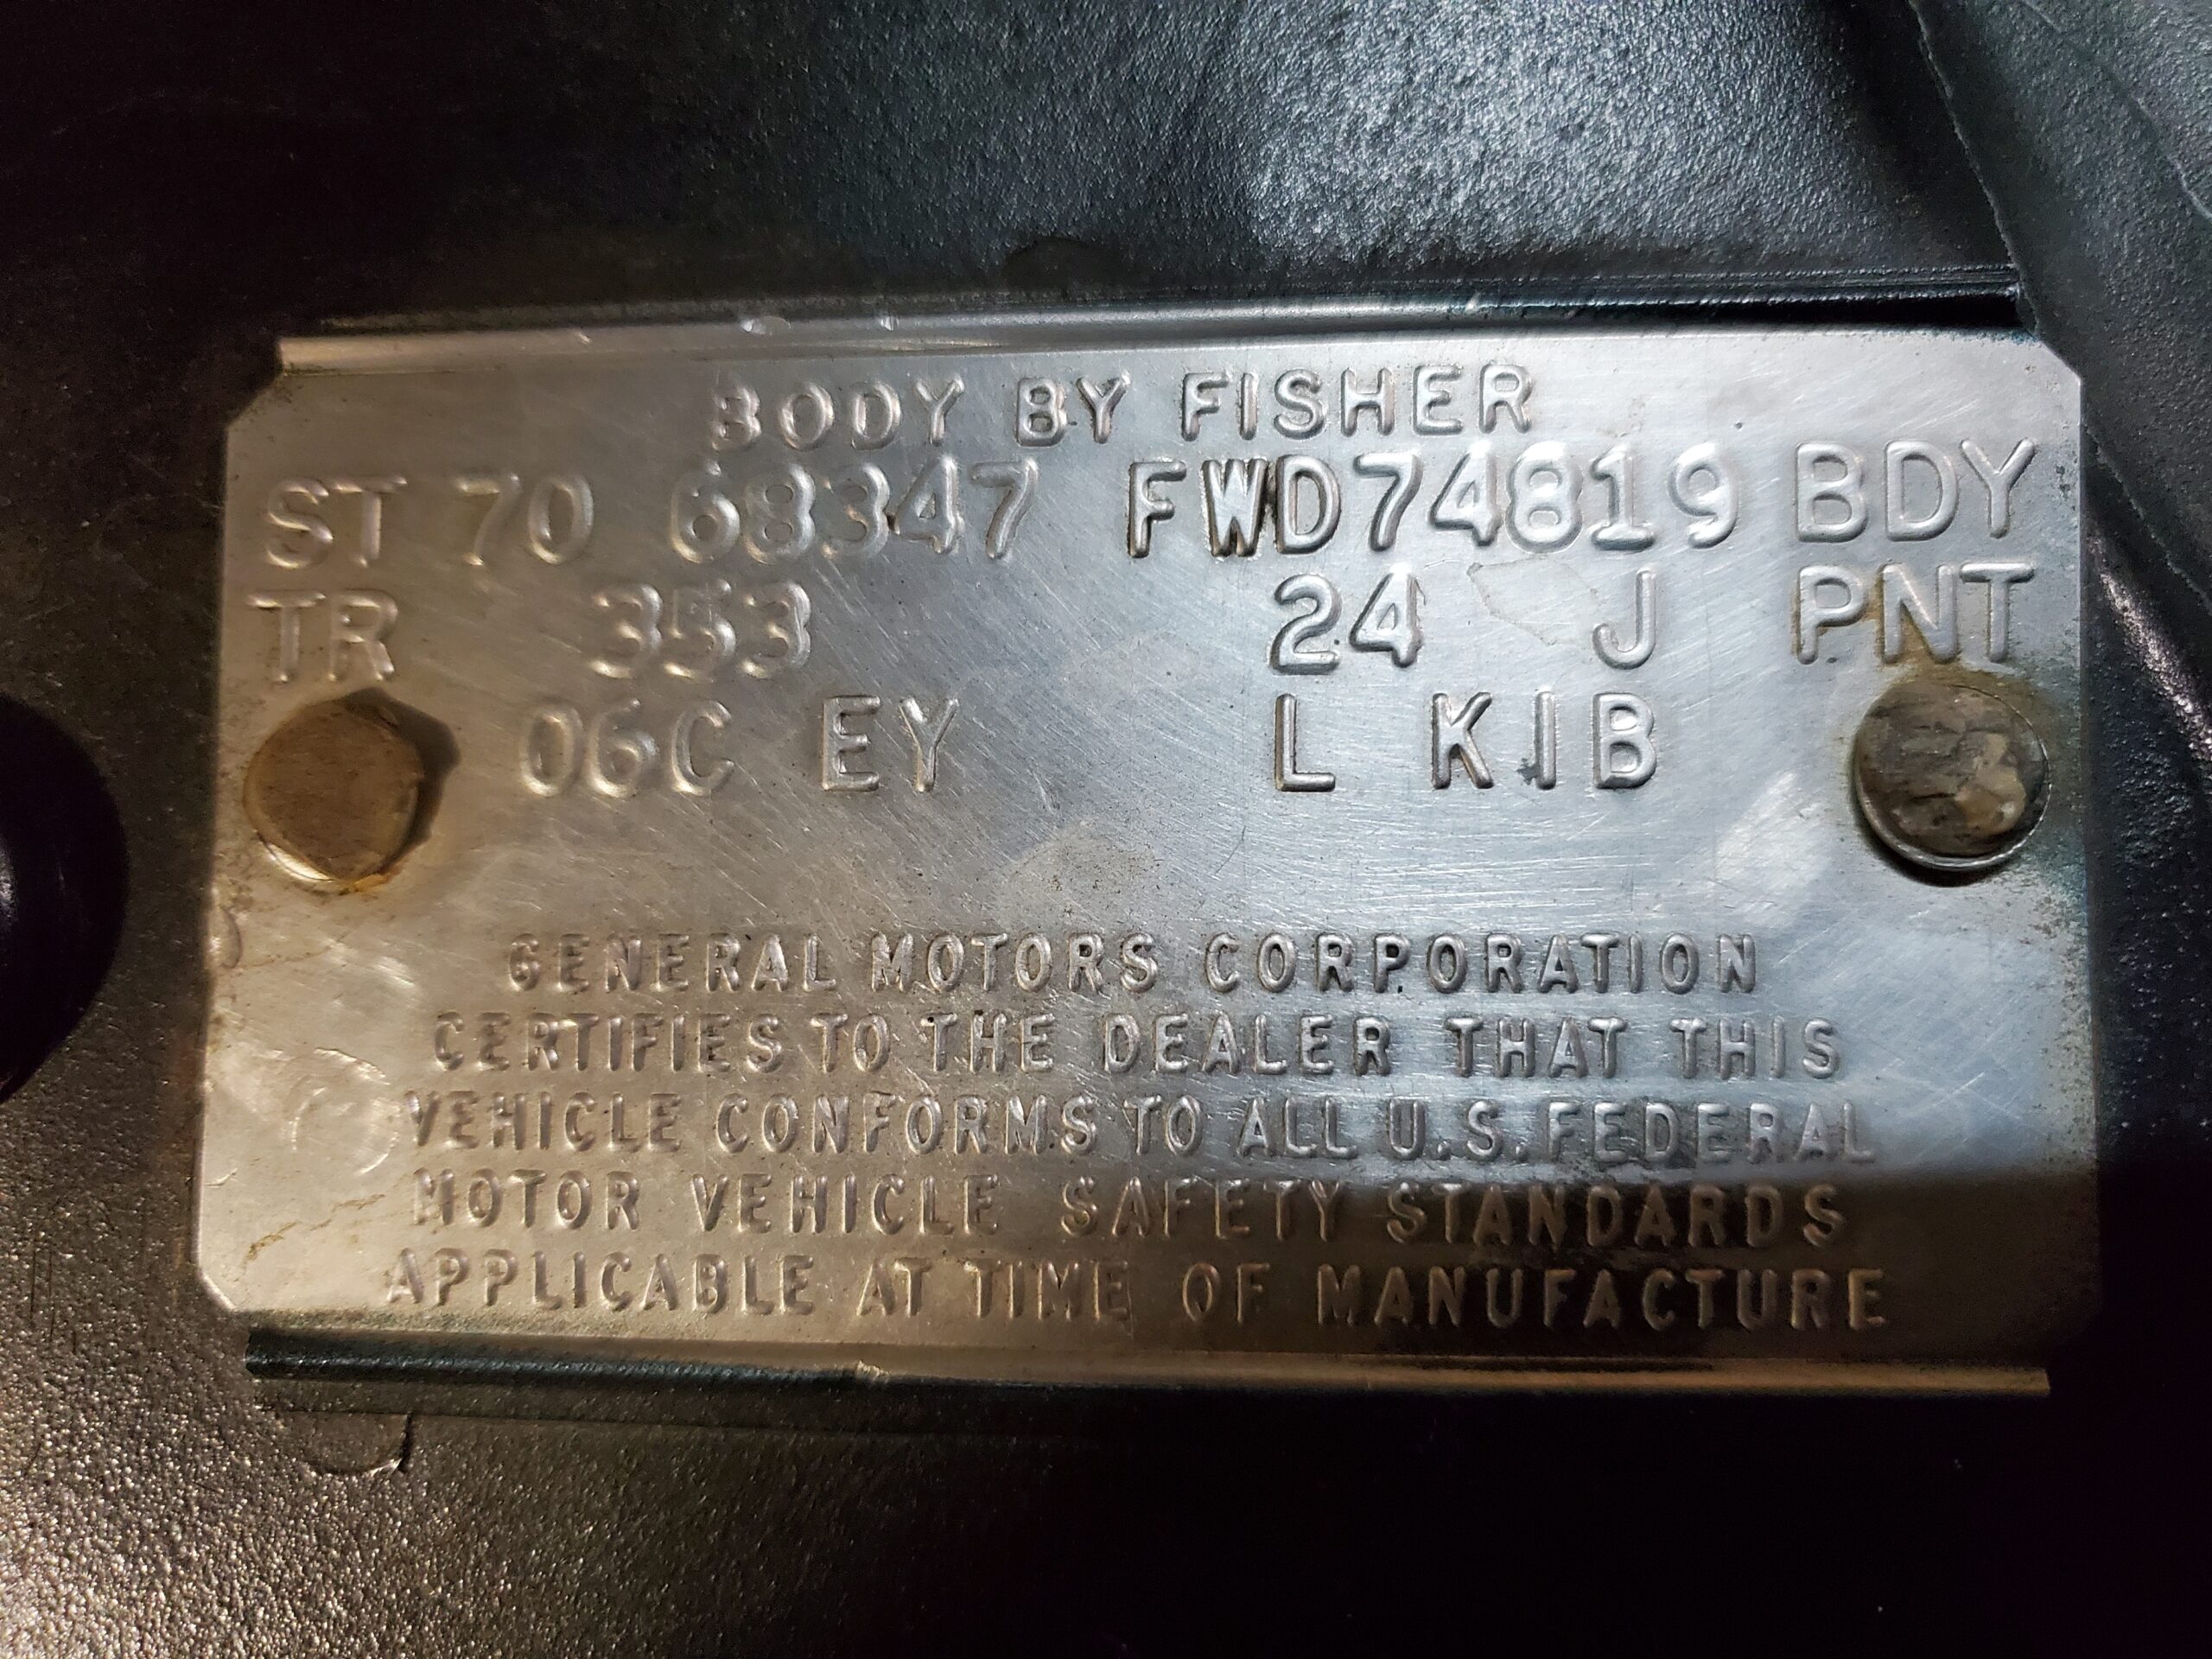 BODY BY FISHER
ST 70 68347 FWD74819 BDY
TR 353 24 J PNT
06C EY L KIB
GENERAL MOTORS CORPORATION
CERTIFIES TO THE DEALER THAT THIS
VEHICLE CONFORMS TO ALL U.S. FEDERAL
MOTOR VEHICLE SAFETY STANDARDS
APPLICABLE AT TIME OF MANUFACTURE